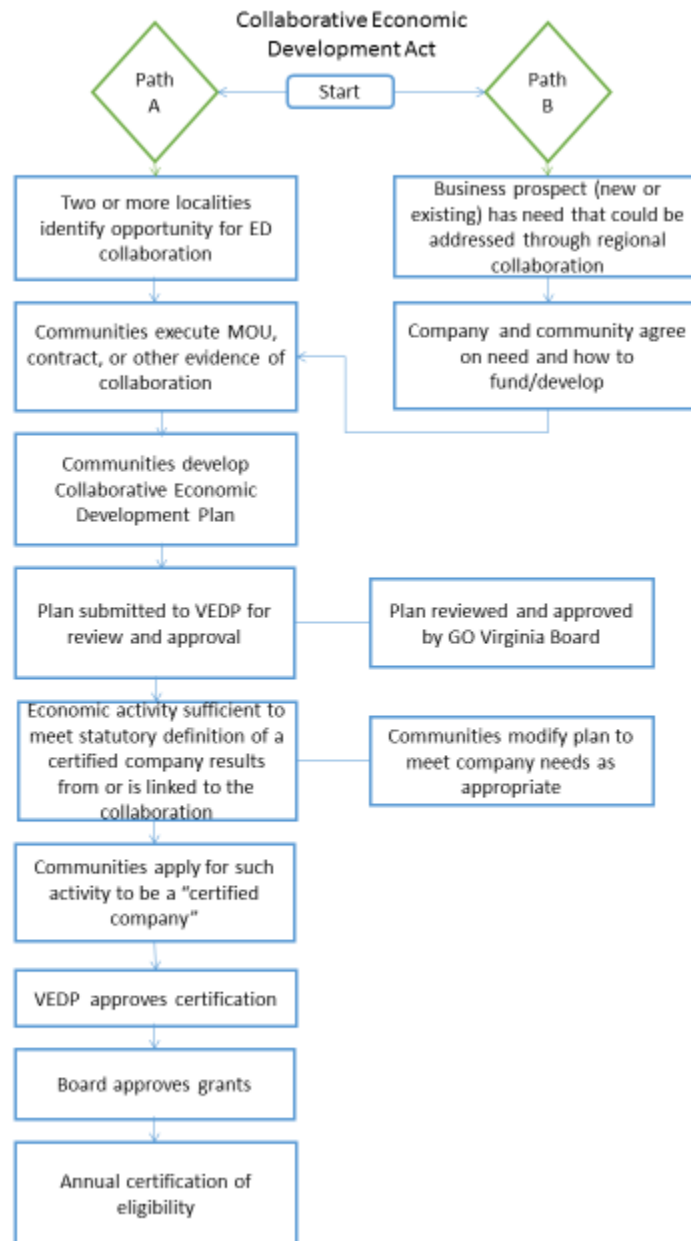 Collaborative Economic
Development Act
Path
A
Start
Path
B
Two or more localities
identify opportunity for ED
collaboration
Business prospect (new or
existing) has need that could be
addressed through regional
collaboration
Communities execute MOU,
contract, or other evidence of
collaboration
Company and community agree
on need and how to
fund/develop
Communities develop
Collaborative Economic
Development Plan
Plan submitted to VEDP for
review and approval
Plan reviewed and approved
by GO Virginia Board
Economic activity sufficient to
meet statutory definition of a
certified company results
from or is linked to the
collaboration
Communities modify plan to
meet company needs as
appropriate
Communities apply for such
activity to be a “certified
company”
VEDP approves certification
Board approves grants
Annual certification of
eligibility